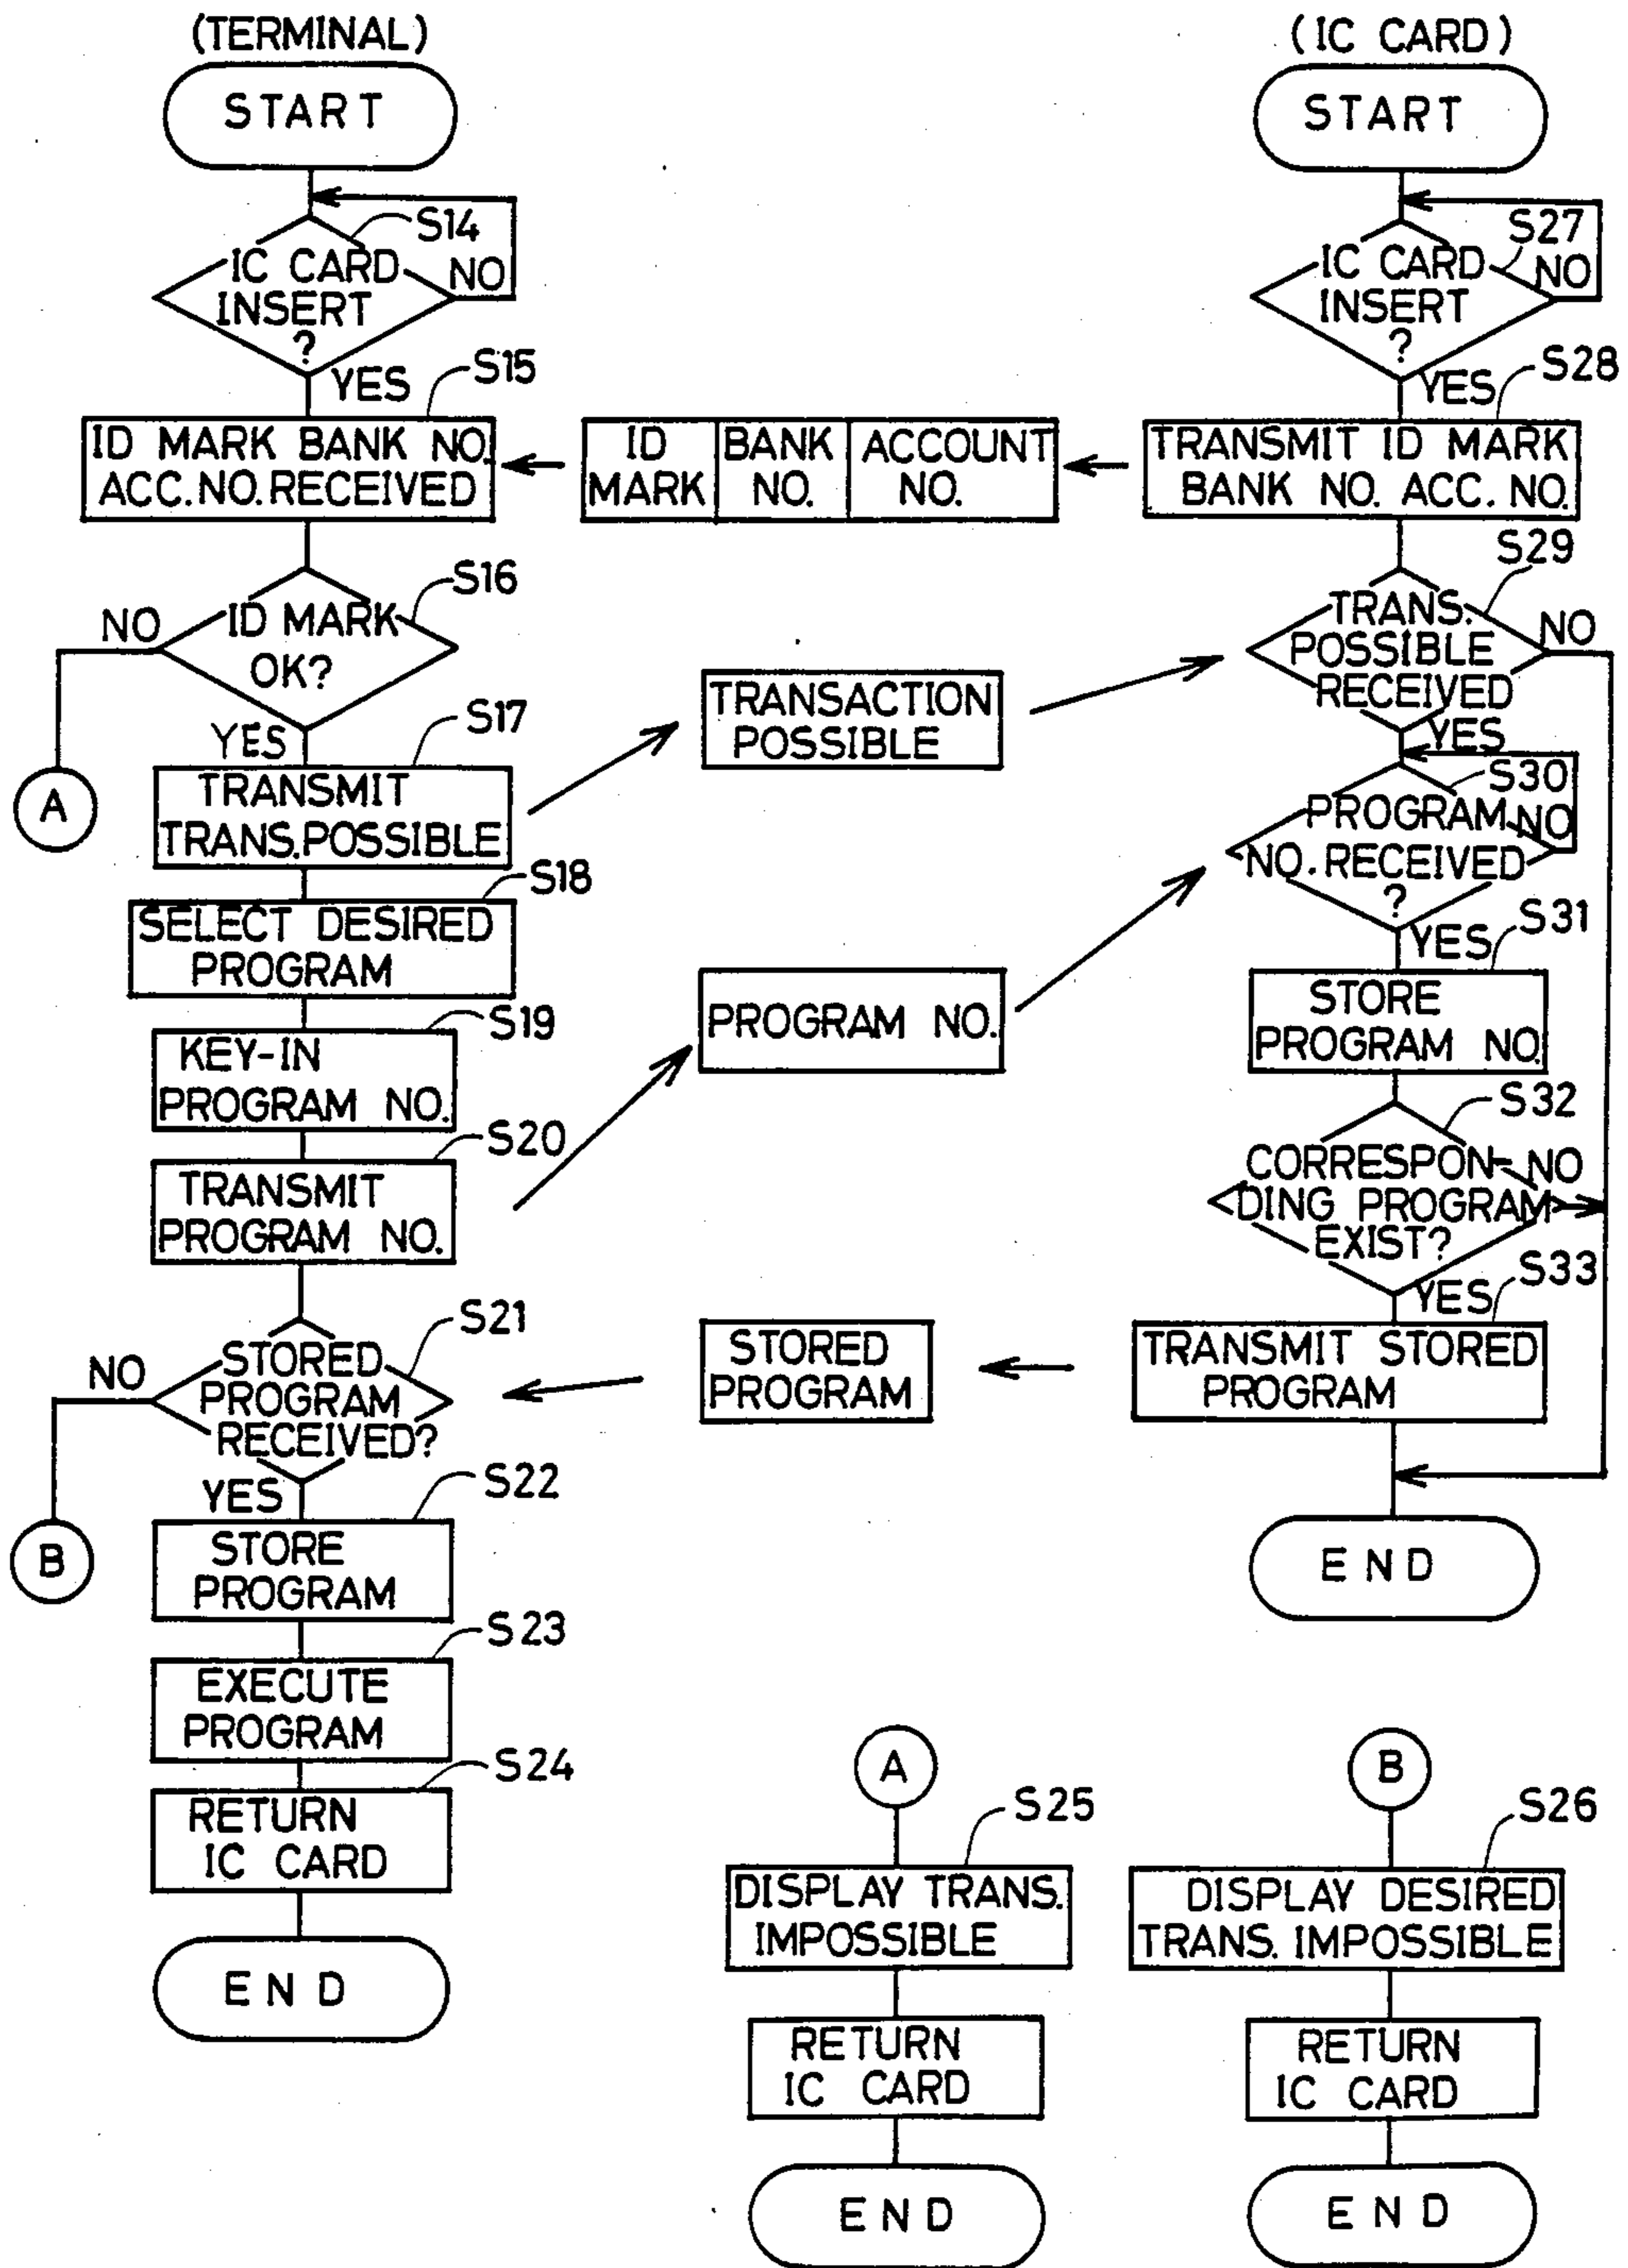 (TERMINAL)
START
S14
IC CARD
INSERT
?
NO
YES
S15
ID MARK BANK NO.
ACC. NO. RECEIVED
S16
ID MARK
OK?
NO
A
YES
S17
TRANSMIT
TRANS. POSSIBLE
S18
SELECT DESIRED
PROGRAM
S19
KEY-IN
PROGRAM NO.
S20
TRANSMIT
PROGRAM NO.
S21
STORED
PROGRAM
RECEIVED?
NO
B
YES
S22
STORE
PROGRAM
S23
EXECUTE
PROGRAM
S24
RETURN
IC CARD
END
ID
MARK
BANK
NO.
ACCOUNT
NO.
TRANSACTION
POSSIBLE
PROGRAM NO.
STORED
PROGRAM
(IC CARD)
START
S27
IC CARD
INSERT
?
NO
YES
S28
TRANSMIT ID MARK
BANK NO. ACC. NO.
S29
TRANS.
POSSIBLE
RECEIVED
NO
YES
S30
PROGRAM
NO. RECEIVED
?
NO
YES
S31
STORE
PROGRAM NO.
S32
CORRESPON-
DING PROGRAM
EXIST?
NO
YES
S33
TRANSMIT STORED
PROGRAM
END
A
S25
DISPLAY TRANS.
IMPOSSIBLE
RETURN
IC CARD
END
B
S26
DISPLAY DESIRED
TRANS. IMPOSSIBLE
RETURN
IC CARD
END